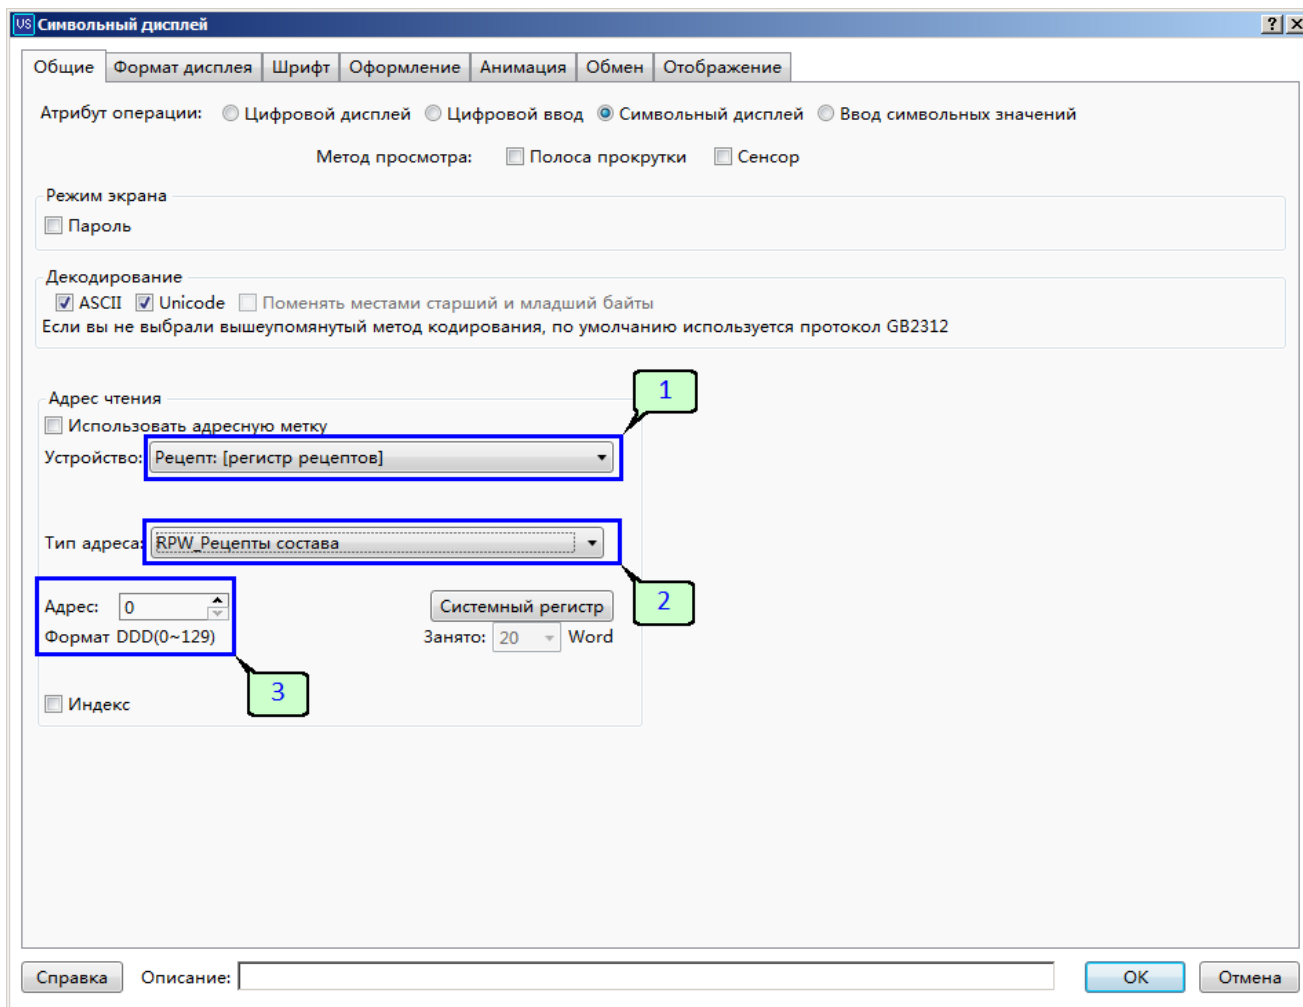 US Символьный дисплей
Общие Формат дисплея Шрифт Оформление Анимация Обмен Отображение
Атрибут операции: Цифровой дисплей Цифровой ввод Символьный дисплей Ввод символьных значений
Метод просмотра: Полоса прокрутки Сенсор
Режим экрана
Пароль
Декодирование
ASCII Unicode Поменять местами старший и младший байты
Если вы не выбрали вышеупомянутый метод кодирования, по умолчанию используется протокол GB2312
1
Адрес чтения
Использовать адресную метку
Устройство: Рецепт: [регистр рецептов]
Тип адреса: RPW_Рецепты состава
2
Адрес: 0 Системный регистр
Формат DDD(0~129) Занято: 20 Word
3
Индекс
Справка Описание: OK Отмена